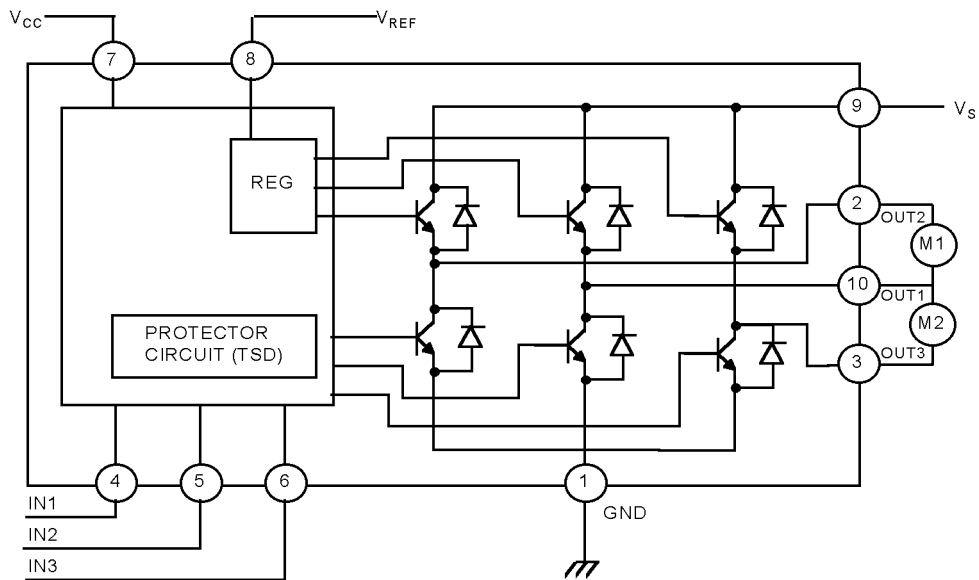 VCC
VREF
7
8
9
VS
REG
2
OUT2
M1
10
OUT1
M2
PROTECTOR
CIRCUIT (TSD)
OUT3
3
4
5
6
1
IN1
GND
IN2
IN3